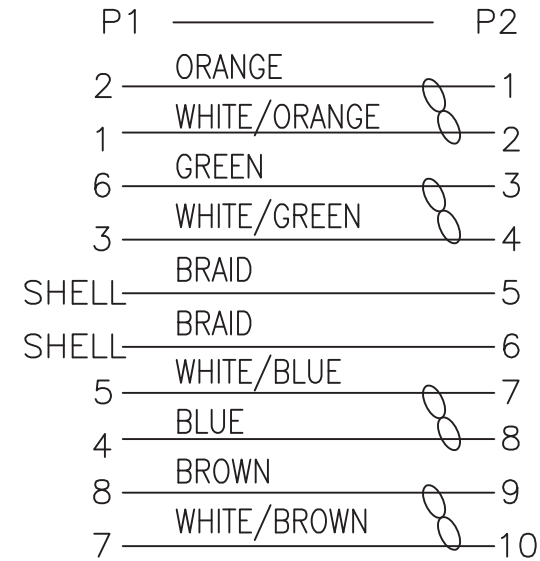 P1 P2
2 ORANGE 1
1 WHITE/ORANGE 2
6 GREEN 3
3 WHITE/GREEN 4
SHELL BRAID 5
SHELL BRAID 6
5 WHITE/BLUE 7
4 BLUE 8
8 BROWN 9
7 WHITE/BROWN 10